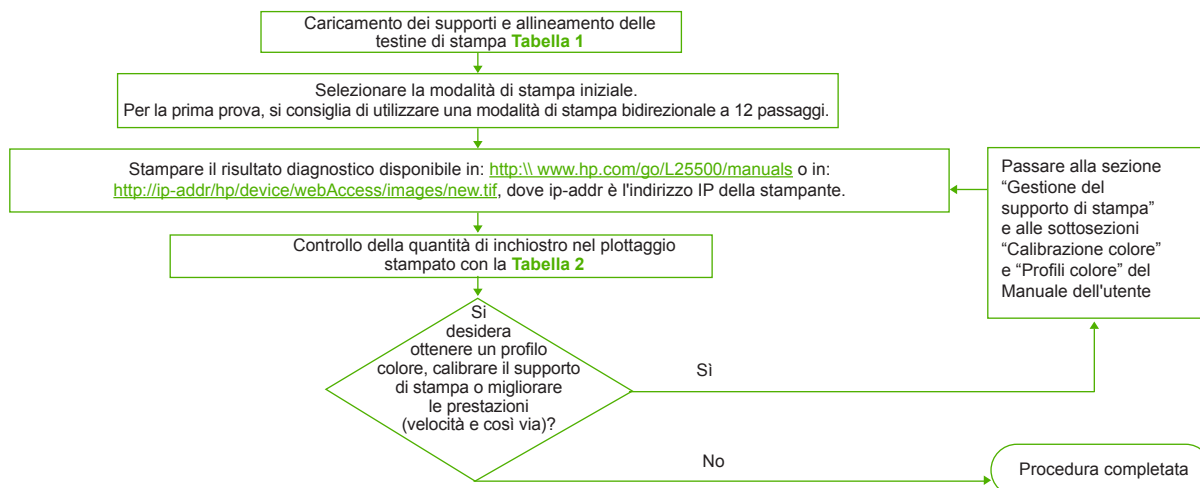 Caricamento dei supporti e allineamento delle
testine di stampa Tabella 1
Selezionare la modalità di stampa iniziale.
Per la prima prova, si consiglia di utilizzare una modalità di stampa bidirezionale a 12 passaggi.
Stampare il risultato diagnostico disponibile in: http:\\ www.hp.com/go/L25500/manuals o in:
http://ip-addr/hp/device/webAccess/images/new.tif, dove ip-addr è l'indirizzo IP della stampante.
Passare alla sezione
“Gestione del
supporto di stampa”
e alle sottosezioni
“Calibrazione colore”
e “Profili colore” del
Manuale dell'utente
Controllo della quantità di inchiostro nel plottaggio
stampato con la Tabella 2
Si
desidera
ottenere un profilo
colore, calibrare il supporto
di stampa o migliorare
le prestazioni
(velocità e così via)?
Sì
No
Procedura completata